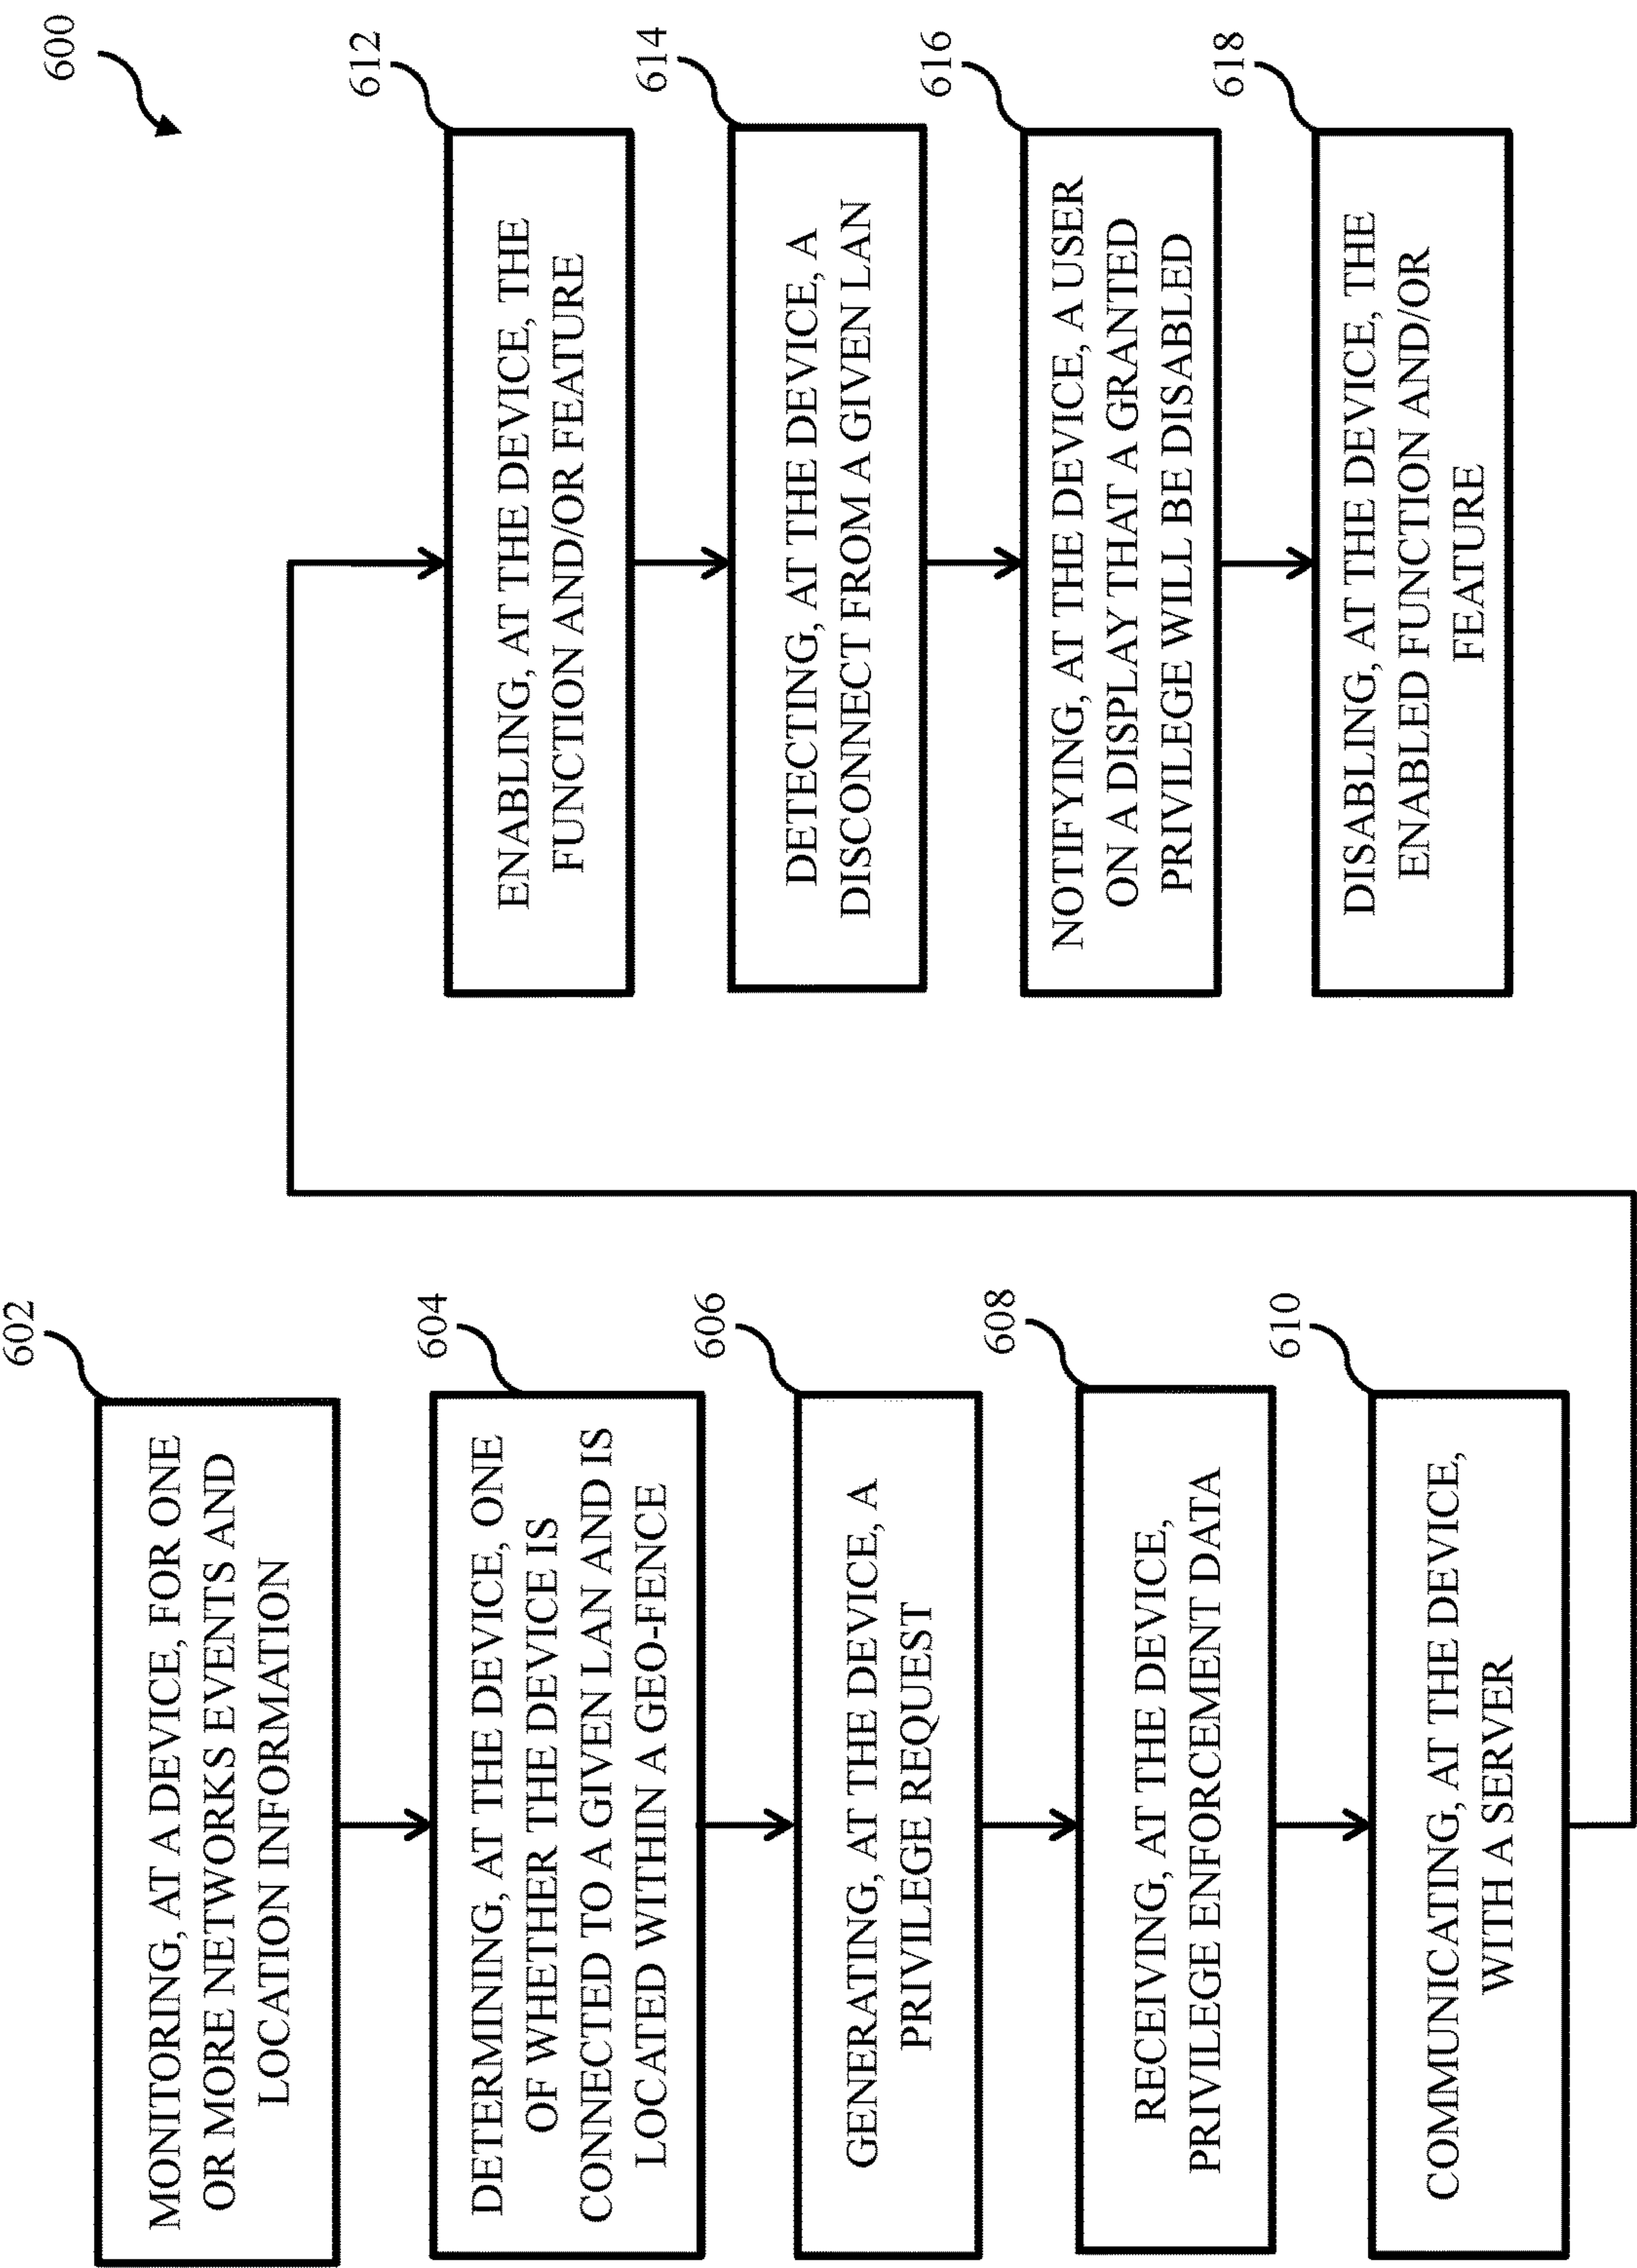 600
602
MONITORING, AT A DEVICE, FOR ONE
OR MORE NETWORKS EVENTS AND
LOCATION INFORMATION
604
DETERMINING, AT THE DEVICE, ONE
OF WHETHER THE DEVICE IS
CONNECTED TO A GIVEN LAN AND IS
LOCATED WITHIN A GEO-FENCE
606
GENERATING, AT THE DEVICE, A
PRIVILEGE REQUEST
608
RECEIVING, AT THE DEVICE,
PRIVILEGE ENFORCEMENT DATA
610
COMMUNICATING, AT THE DEVICE,
WITH A SERVER
612
ENABLING, AT THE DEVICE, THE
FUNCTION AND/OR FEATURE
614
DETECTING, AT THE DEVICE, A
DISCONNECT FROM A GIVEN LAN
616
NOTIFYING, AT THE DEVICE, A USER
ON A DISPLAY THAT A GRANTED
PRIVILEGE WILL BE DISABLED
618
DISABLING, AT THE DEVICE, THE
ENABLED FUNCTION AND/OR
FEATURE